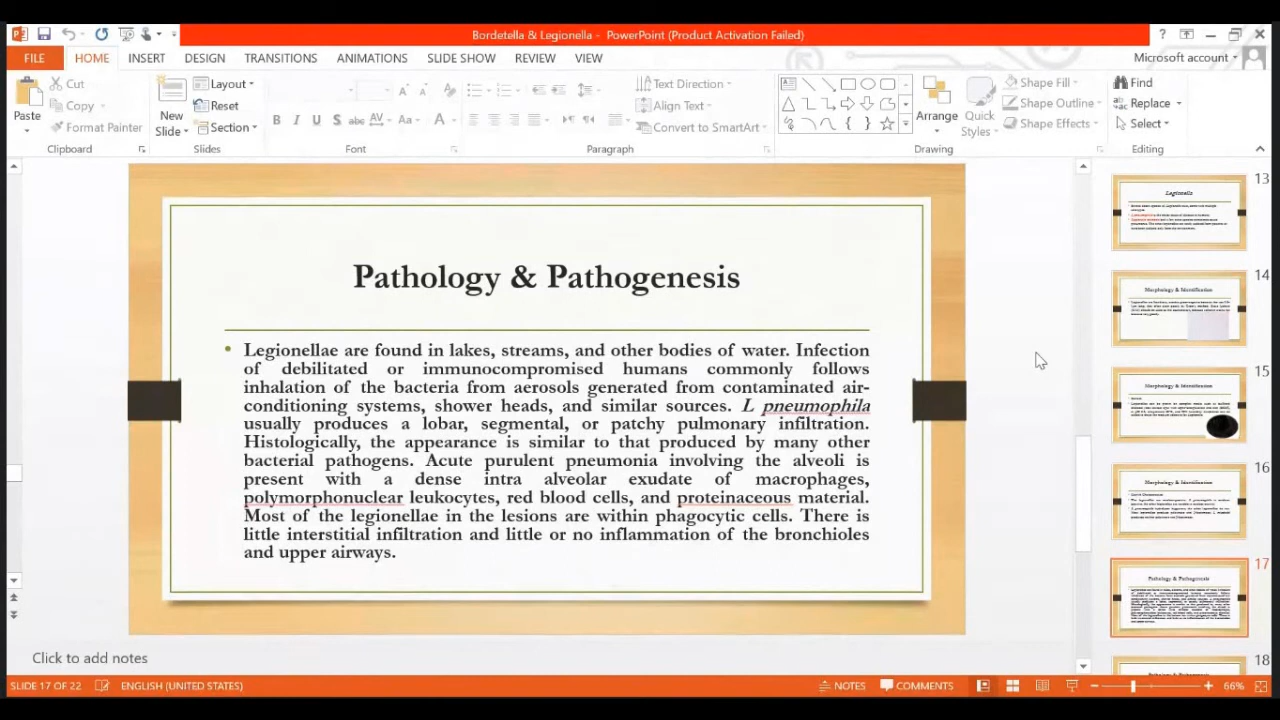 Bordetella & Legionella - PowerPoint (Product Activation Failed)
FILE HOME INSERT DESIGN TRANSITIONS ANIMATIONS SLIDE SHOW REVIEW VIEW Microsoft account
Cut Layout Text Direction Shape Fill Find
Copy Reset Align Text Shape Outline Replace
Paste Format Painter New Slide Section Convert to SmartArt Arrange Quick Styles Shape Effects Select
Clipboard Slides Font Paragraph Drawing Editing
Pathology & Pathogenesis
• Legionellae are found in lakes, streams, and other bodies of water. Infection
of debilitated or immunocompromised humans commonly follows
inhalation of the bacteria from aerosols generated from contaminated air-
conditioning systems, shower heads, and similar sources. L pneumophila
usually produces a lobar, segmental, or patchy pulmonary infiltration.
Histologically, the appearance is similar to that produced by many other
bacterial pathogens. Acute purulent pneumonia involving the alveoli is
present with a dense intra alveolar exudate of macrophages,
polymorphonuclear leukocytes, red blood cells, and proteinaceous material.
Most of the legionellae in the lesions are within phagocytic cells. There is
little interstitial infiltration and little or no inflammation of the bronchioles
and upper airways.
13
Legionella
14
Morphology & Identification
15
Morphology & Identification
16
Morphology & Identification
17
Pathology & Pathogenesis
18
Click to add notes
SLIDE 17 OF 22 ENGLISH (UNITED STATES) NOTES COMMENTS 66%